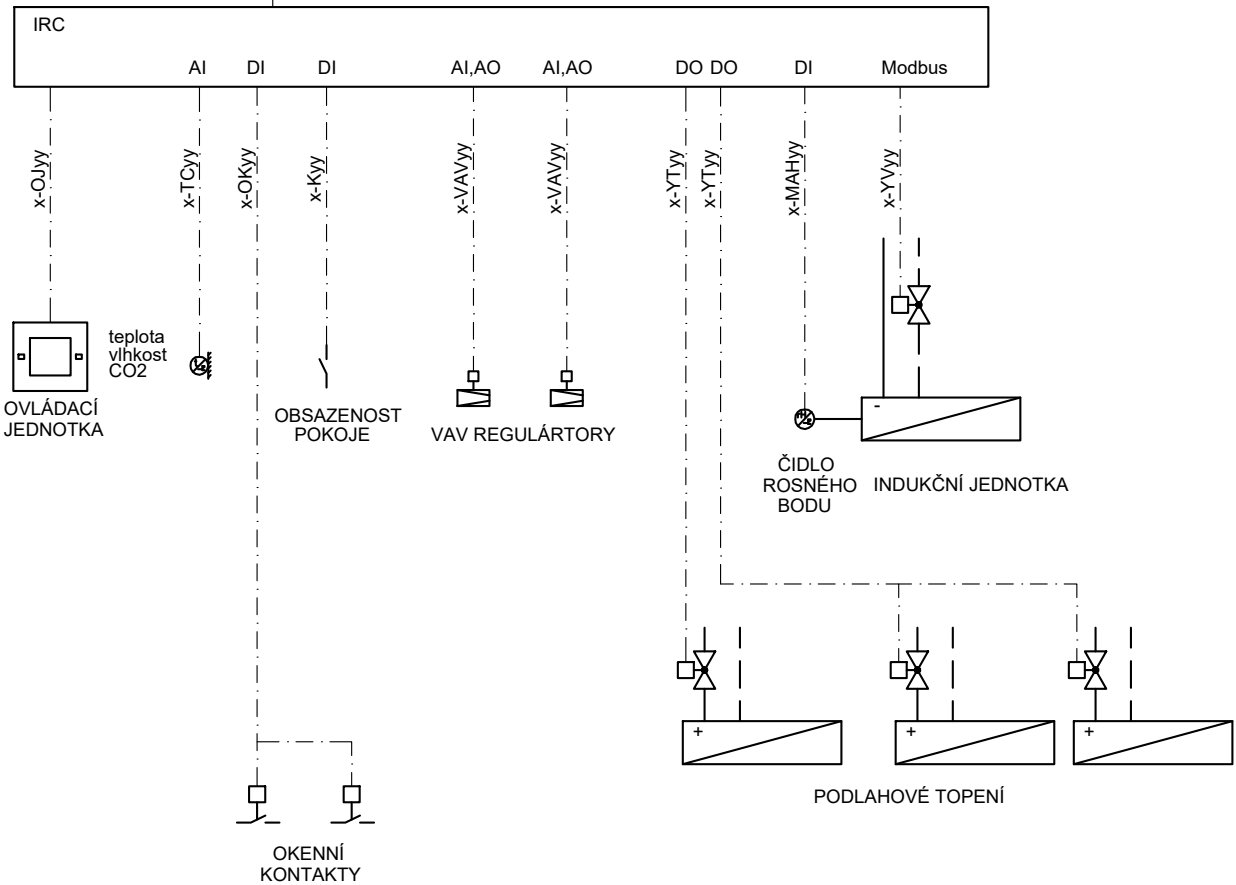 IRC
AI DI DI AI,AO AI,AO DO DO DI Modbus
x-OJyy
x-TCyy
x-OKyy
x-Kyy
x-VAVyy
x-VAVyy
x-YTyy
x-YTyy
x-MAHyy
x-YVyy
teplota
vlhkost
CO2
OVLÁDACÍ
JEDNOTKA
OBSAZENOST
POKOJE
VAV REGULÁRTORY
-
ČIDLO
ROSNÉHO
BODU
INDUKČNÍ JEDNOTKA
+ + +
PODLAHOVÉ TOPENÍ
OKENNÍ
KONTAKTY